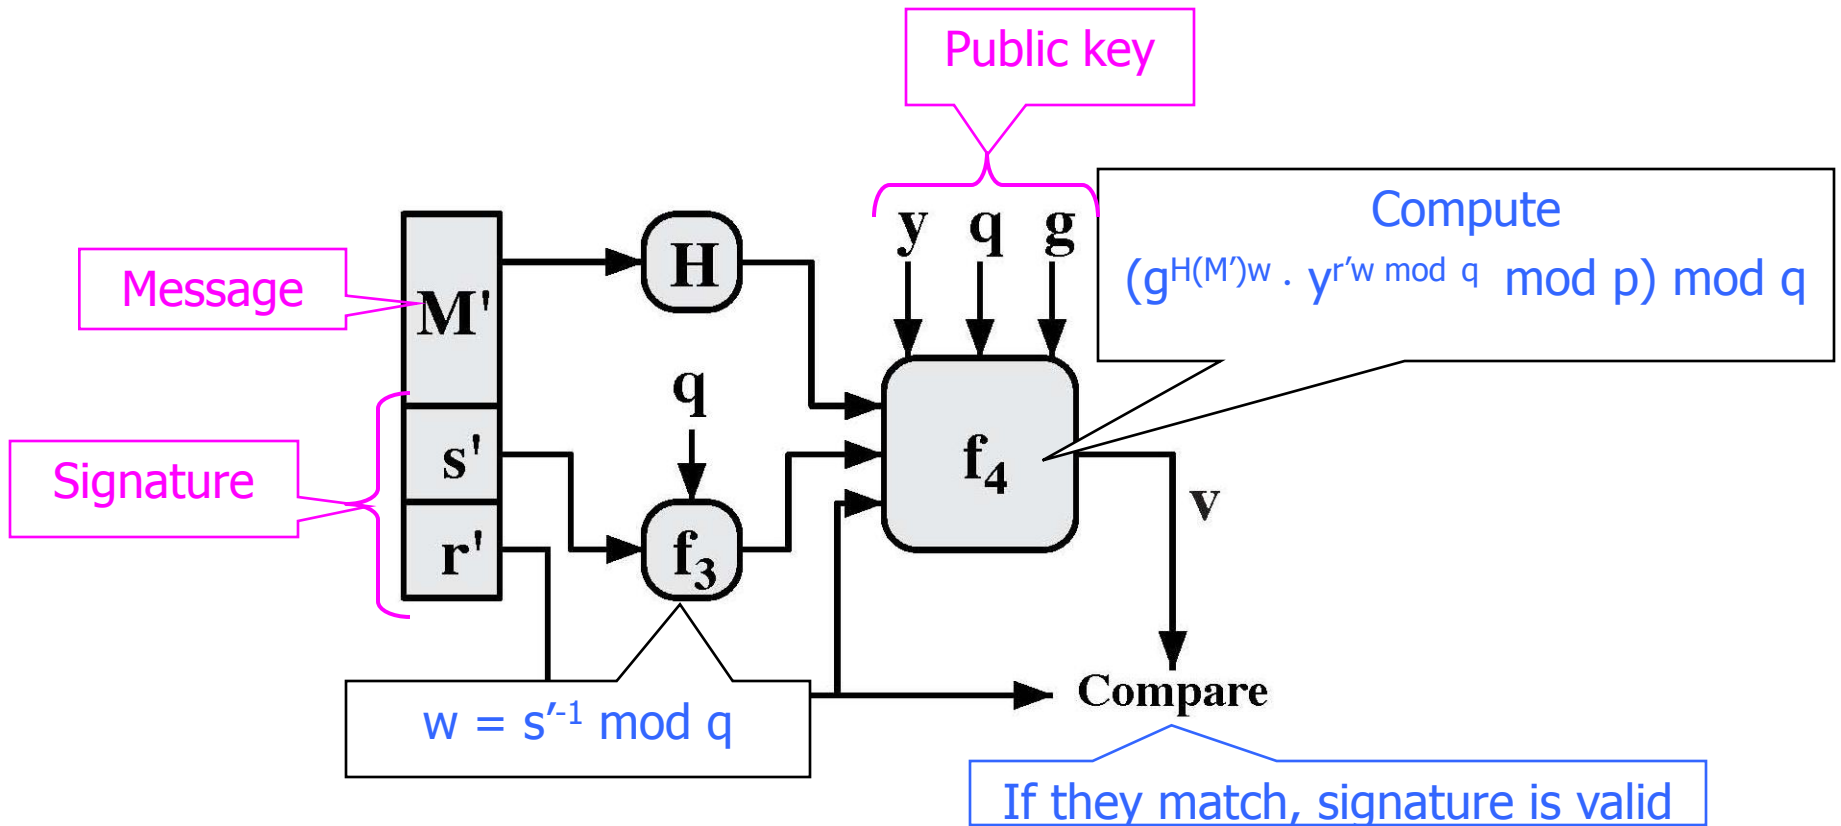 Public key
y q g
Compute
(g^H(M′)w · y^r′w mod q mod p) mod q
Message
M'
H
q
s'
Signature
f₃
f₄
r'
v
w = s′⁻¹ mod q
Compare
If they match, signature is valid